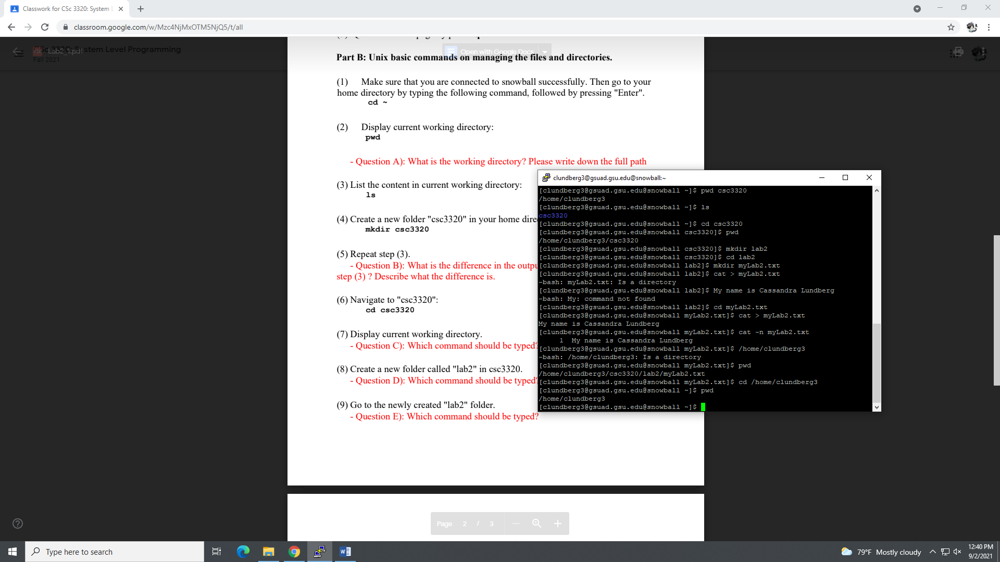 Classwork for CSc 3320: System L
classroom.google.com/w/Mzc4NjMxOTM5NjQ5/t/all
CSc 3320: System Level Programming
Lab2_1.pdf
Fall 2021
Open with Google Docs
Part B: Unix basic commands on managing the files and directories.
(1) Make sure that you are connected to snowball successfully. Then go to your
home directory by typing the following command, followed by pressing "Enter".
cd ~
(2) Display current working directory:
pwd
- Question A): What is the working directory? Please write down the full path
(3) List the content in current working directory:
ls
(4) Create a new folder "csc3320" in your home dire
mkdir csc3320
(5) Repeat step (3).
- Question B): What is the difference in the outpu
step (3) ? Describe what the difference is.
(6) Navigate to "csc3320":
cd csc3320
(7) Display current working directory.
- Question C): Which command should be typed?
(8) Create a new folder called "lab2" in csc3320.
- Question D): Which command should be typed?
(9) Go to the newly created "lab2" folder.
- Question E): Which command should be typed?
clundberg3@gsuad.gsu.edu@snowball:~
[clundberg3@gsuad.gsu.edu@snowball ~]$ pwd csc3320
/home/clundberg3
[clundberg3@gsuad.gsu.edu@snowball ~]$ ls
csc3320
[clundberg3@gsuad.gsu.edu@snowball ~]$ cd csc3320
[clundberg3@gsuad.gsu.edu@snowball csc3320]$ pwd
/home/clundberg3/csc3320
[clundberg3@gsuad.gsu.edu@snowball csc3320]$ mkdir lab2
[clundberg3@gsuad.gsu.edu@snowball csc3320]$ cd lab2
[clundberg3@gsuad.gsu.edu@snowball lab2]$ mkdir myLab2.txt
[clundberg3@gsuad.gsu.edu@snowball lab2]$ cat > myLab2.txt
-bash: myLab2.txt: Is a directory
[clundberg3@gsuad.gsu.edu@snowball lab2]$ My name is Cassandra Lundberg
-bash: My: command not found
[clundberg3@gsuad.gsu.edu@snowball lab2]$ cd myLab2.txt
[clundberg3@gsuad.gsu.edu@snowball myLab2.txt]$ cat > myLab2.txt
My name is Cassandra Lundberg
[clundberg3@gsuad.gsu.edu@snowball myLab2.txt]$ cat -n myLab2.txt
1 My name is Cassandra Lundberg
[clundberg3@gsuad.gsu.edu@snowball myLab2.txt]$ /home/clundberg3
-bash: /home/clundberg3: Is a directory
[clundberg3@gsuad.gsu.edu@snowball myLab2.txt]$ pwd
/home/clundberg3/csc3320/lab2/myLab2.txt
[clundberg3@gsuad.gsu.edu@snowball myLab2.txt]$ cd /home/clundberg3
[clundberg3@gsuad.gsu.edu@snowball ~]$ pwd
/home/clundberg3
[clundberg3@gsuad.gsu.edu@snowball ~]$
Page 2 / 3
Type here to search
79°F Mostly cloudy
12:40 PM
9/2/2021